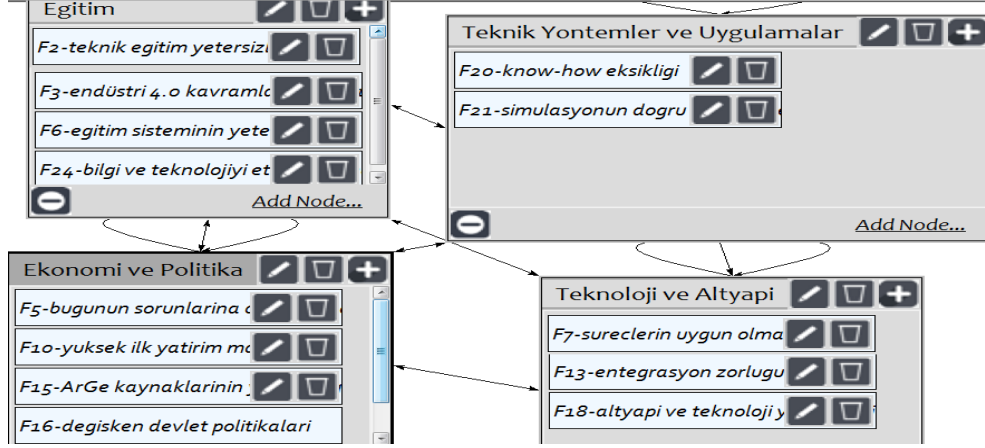 Egitim
F2-teknik egitim yetersizl
F3-endüstri 4.0 kavramla
F6-egitim sisteminin yete
F24-bilgi ve teknolojiyi et
Add Node...
Teknik Yontemler ve Uygulamalar
F20-know-how eksikligi
F21-simulasyonun dogru
Add Node...
Ekonomi ve Politika
F5-bugunun sorunlarina
F10-yuksek ilk yatirim
F15-ArGe kaynaklarinin
F16-degisken devlet politikalari
Teknoloji ve Altyapi
F7-sureclerin uygun olma
F13-entegrasyon zorlugu
F18-altyapi ve teknoloji